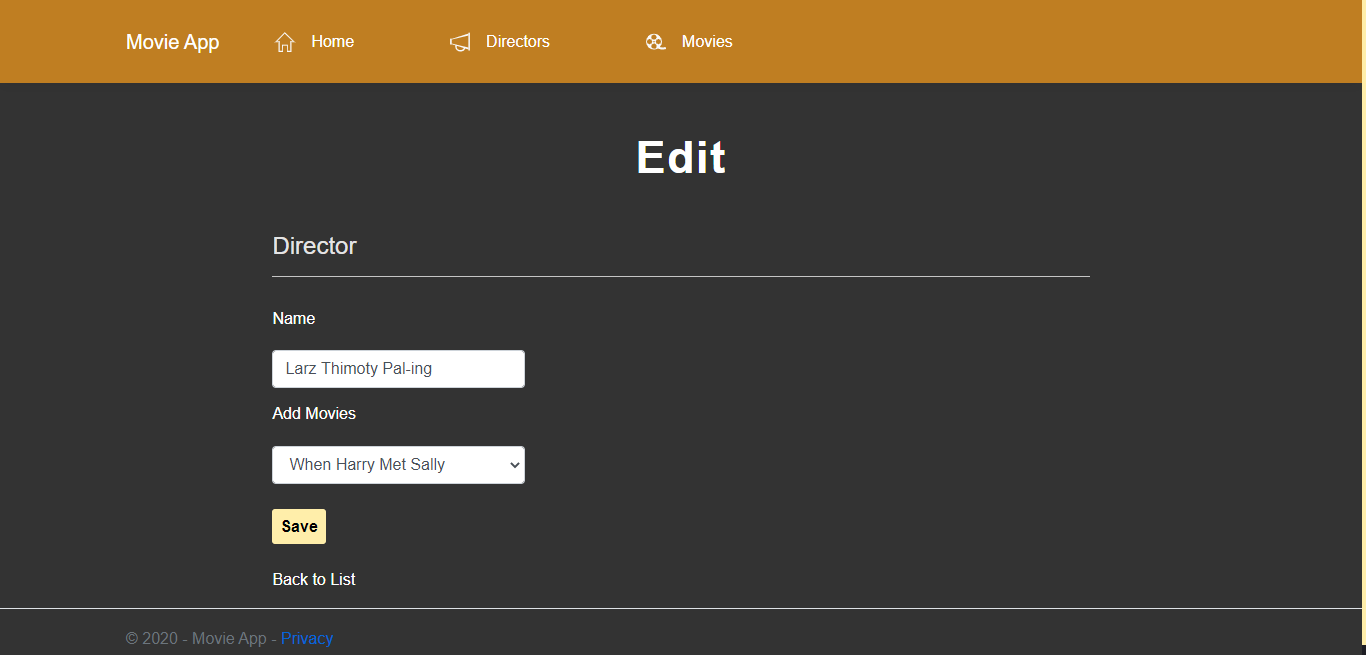 Movie App Home Directors Movies
Edit
Director
Name
Larz Thimoty Pal-ing
Add Movies
When Harry Met Sally
Save
Back to List
© 2020 - Movie App - Privacy